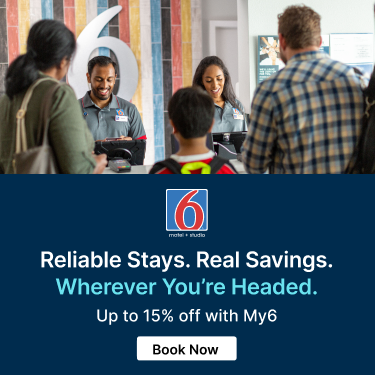 6
6
motel + studio
Reliable Stays. Real Savings.
Wherever You're Headed.
Up to 15% off with My6
Book Now